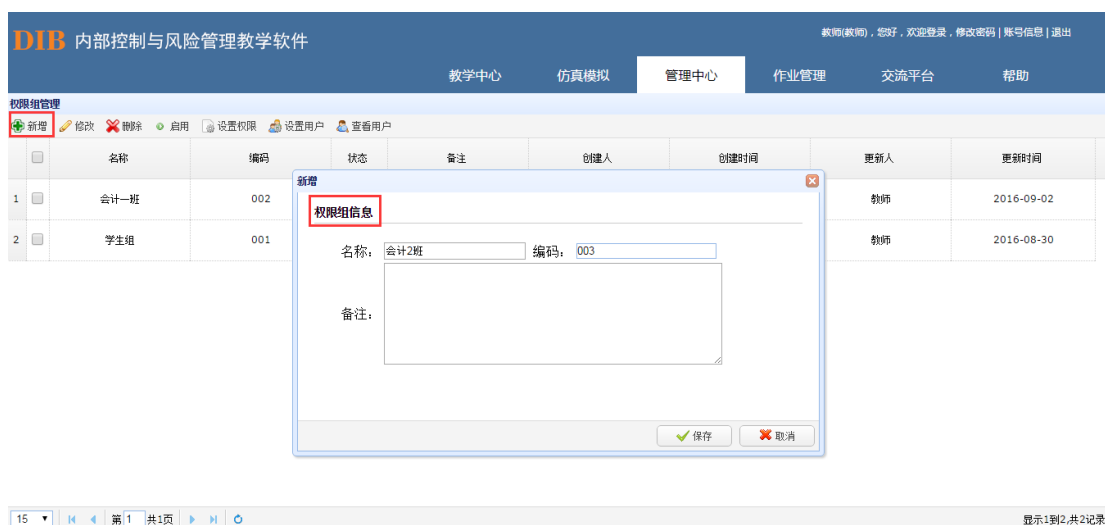 DIB 内部控制与风险管理教学软件
教师(教师)，您好，欢迎登录，修改密码 | 账号信息 | 退出
教学中心 仿真模拟 管理中心 作业管理 交流平台 帮助
权限组管理
新增 修改 删除 启用 设置权限 设置用户 查看用户
名称 编码 状态 备注 创建人 创建时间 更新人 更新时间
1 会计一班 002 教师 2016-09-02
2 学生组 001 教师 2016-08-30
新增
权限组信息
名称： 会计2班 编码： 003
备注：
保存 取消
15 第 1 共1页 显示1到2,共2记录